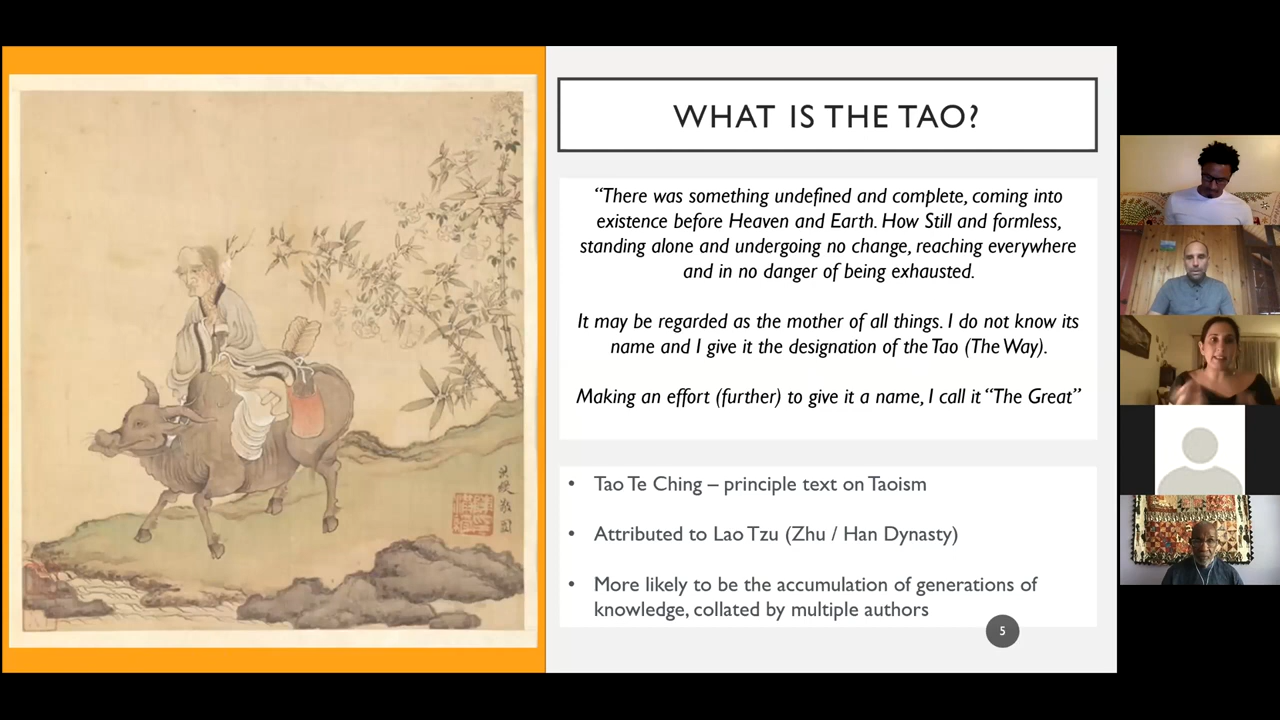 WHAT IS THE TAO?
“There was something undefined and complete, coming into
existence before Heaven and Earth. How Still and formless,
standing alone and undergoing no change, reaching everywhere
and in no danger of being exhausted.
It may be regarded as the mother of all things. I do not know its
name and I give it the designation of the Tao (The Way).
Making an effort (further) to give it a name, I call it “The Great”
• Tao Te Ching – principle text on Taoism
• Attributed to Lao Tzu (Zhu / Han Dynasty)
• More likely to be the accumulation of generations of
knowledge, collated by multiple authors
5